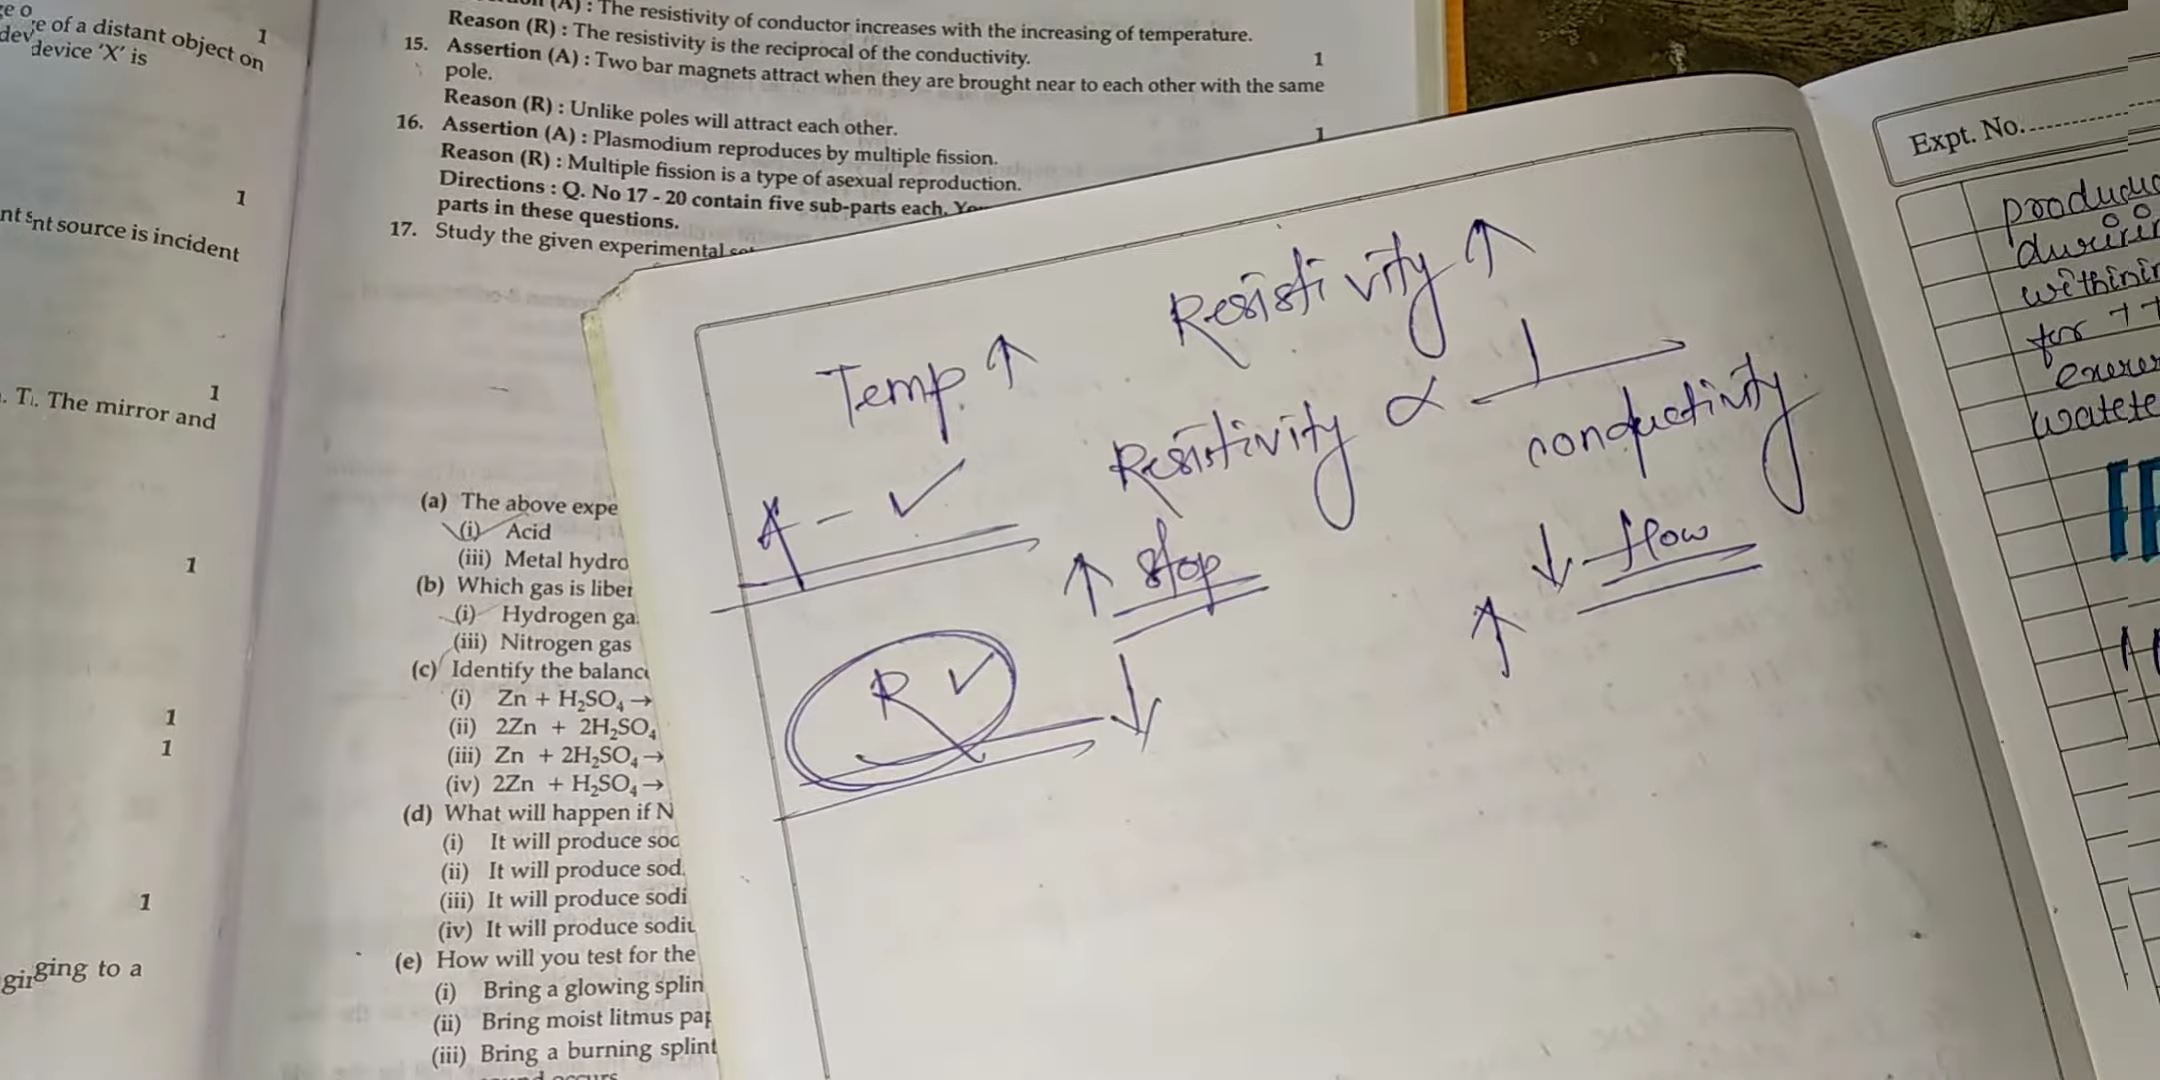 re of a distant object on
device 'X' is
1
1
nt source is incident
1
The mirror and
1
1
1
1
ging to a
(A) : The resistivity of conductor increases with the increasing of temperature.
Reason (R) : The resistivity is the reciprocal of the conductivity.
1
15. Assertion (A) : Two bar magnets attract when they are brought near to each other with the same
pole.
Reason (R) : Unlike poles will attract each other.
1
16. Assertion (A) : Plasmodium reproduces by multiple fission.
Reason (R) : Multiple fission is a type of asexual reproduction.
Directions : Q. No 17 - 20 contain five sub-parts each.
parts in these questions.
17. Study the given experimental
(a) The above expe
(i) Acid
(iii) Metal hydro
(b) Which gas is liber
(i) Hydrogen ga
(iii) Nitrogen gas
(c) Identify the balanc
(i) Zn + H₂SO₄ →
(ii) 2Zn + 2H₂SO₄
(iii) Zn + 2H₂SO₄ →
(iv) 2Zn + H₂SO₄ →
(d) What will happen if N
(i) It will produce sod
(ii) It will produce sod
(iii) It will produce sodi
(iv) It will produce sodiu
(e) How will you test for the
(i) Bring a glowing splin
(ii) Bring moist litmus pap
(iii) Bring a burning splint
Temp. ↑ Resistivity ↑
Resistivity ∝ 1
conductivity
A - ✓
↑ stop ↓ flow
R ✓ ↓ ↑
Expt. No.